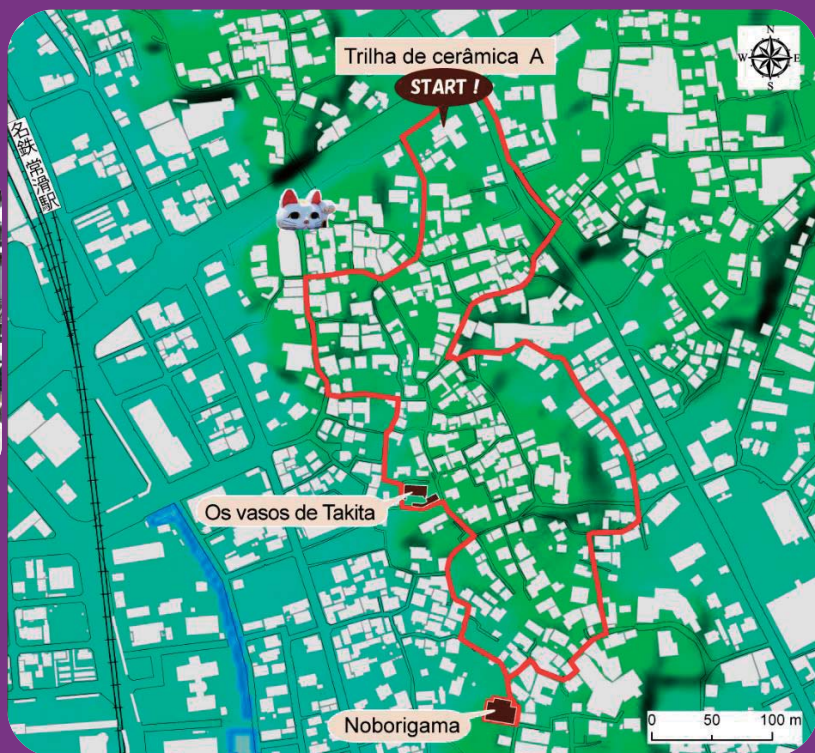 Trilha de cerâmica A
START !
N
W E
S
名鉄 常滑駅
Os vasos de Takita
Noborigama
0 50 100 m